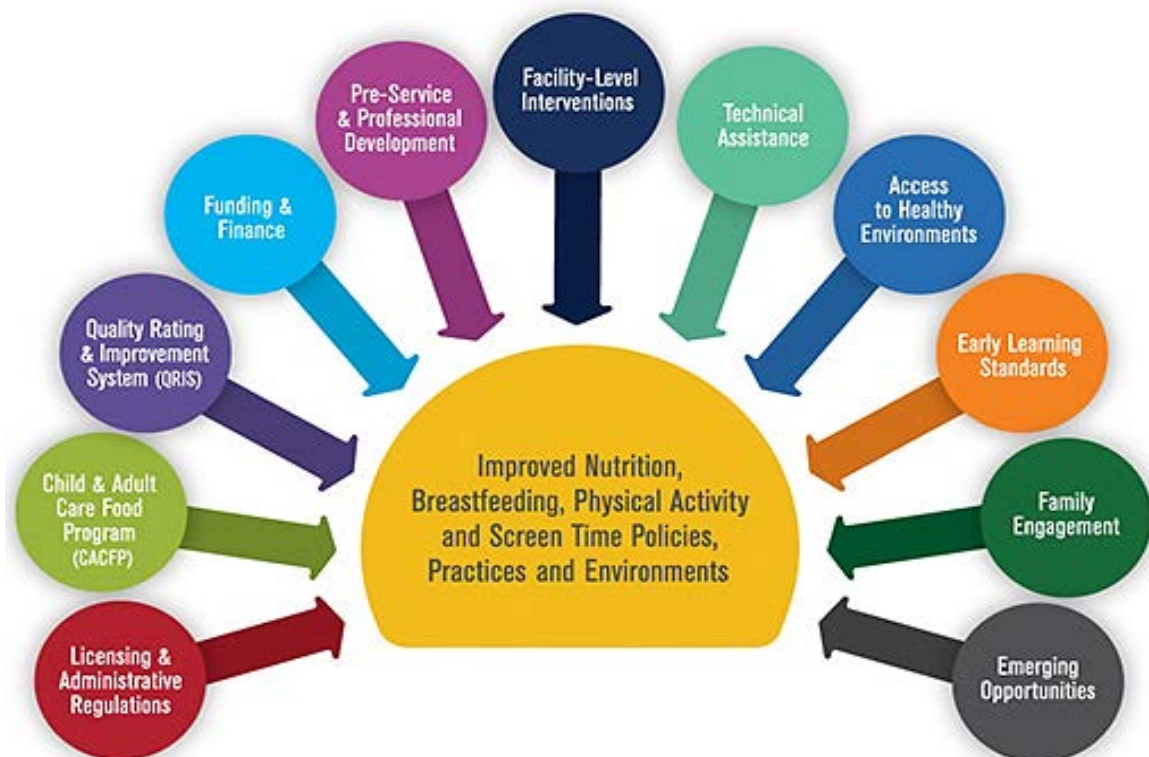 Licensing &
Administrative
Regulations
Child & Adult
Care Food
Program
(CACFP)
Quality Rating
& Improvement
System (QRIS)
Funding &
Finance
Pre-Service
& Professional
Development
Facility-Level
Interventions
Technical
Assistance
Access
to Healthy
Environments
Early Learning
Standards
Family
Engagement
Emerging
Opportunities
Improved Nutrition,
Breastfeeding, Physical Activity
and Screen Time Policies,
Practices and Environments